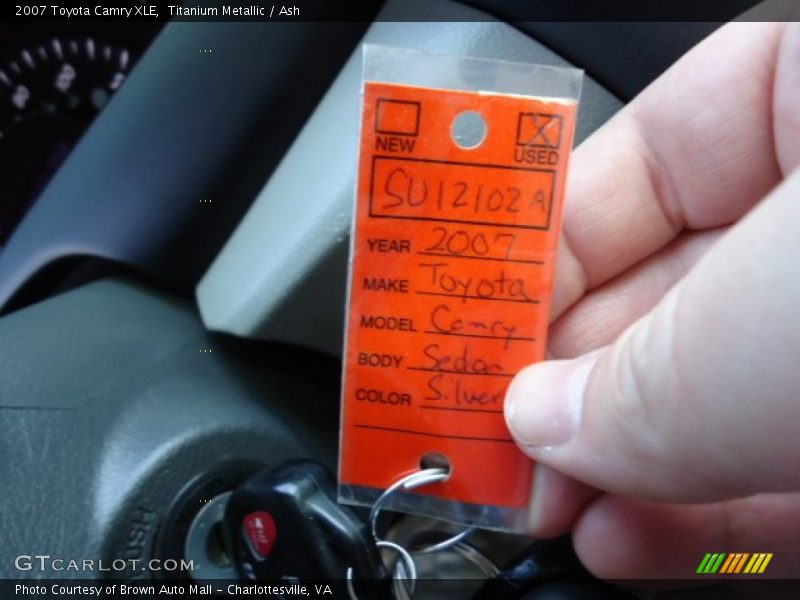 2007 Toyota Camry XLE, Titanium Metallic / Ash
NEW X USED
SU12102A
YEAR 2007
MAKE Toyota
MODEL Camry
BODY Sedan
COLOR Silver
PUSH
GTCARLOT.COM
Photo Courtesy of Brown Auto Mall - Charlottesville, VA